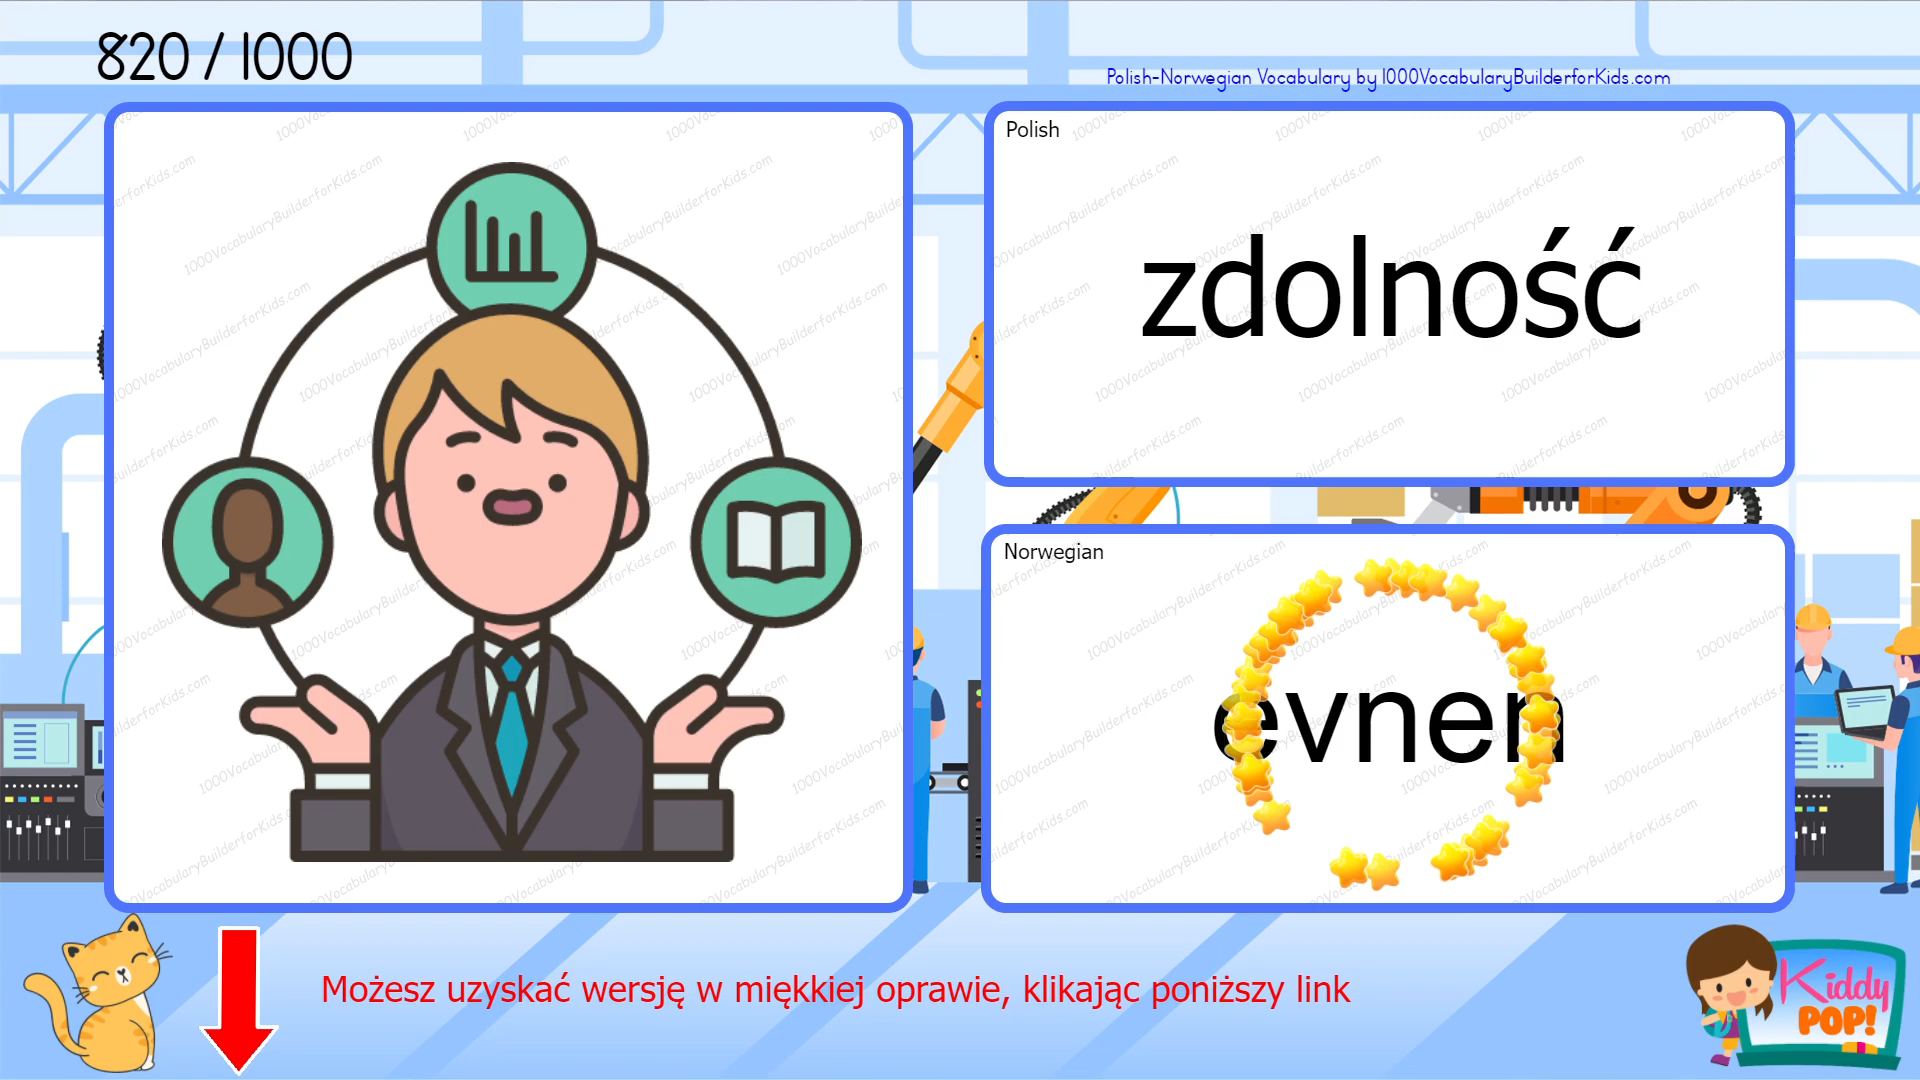 820 / 1000
Polish-Norwegian Vocabulary by 1000VocabularyBuilderforKids.com
Polish
zdolność
Norwegian
evnen
Możesz uzyskać wersję w miękkiej oprawie, klikając poniższy link
Kiddy
POP!